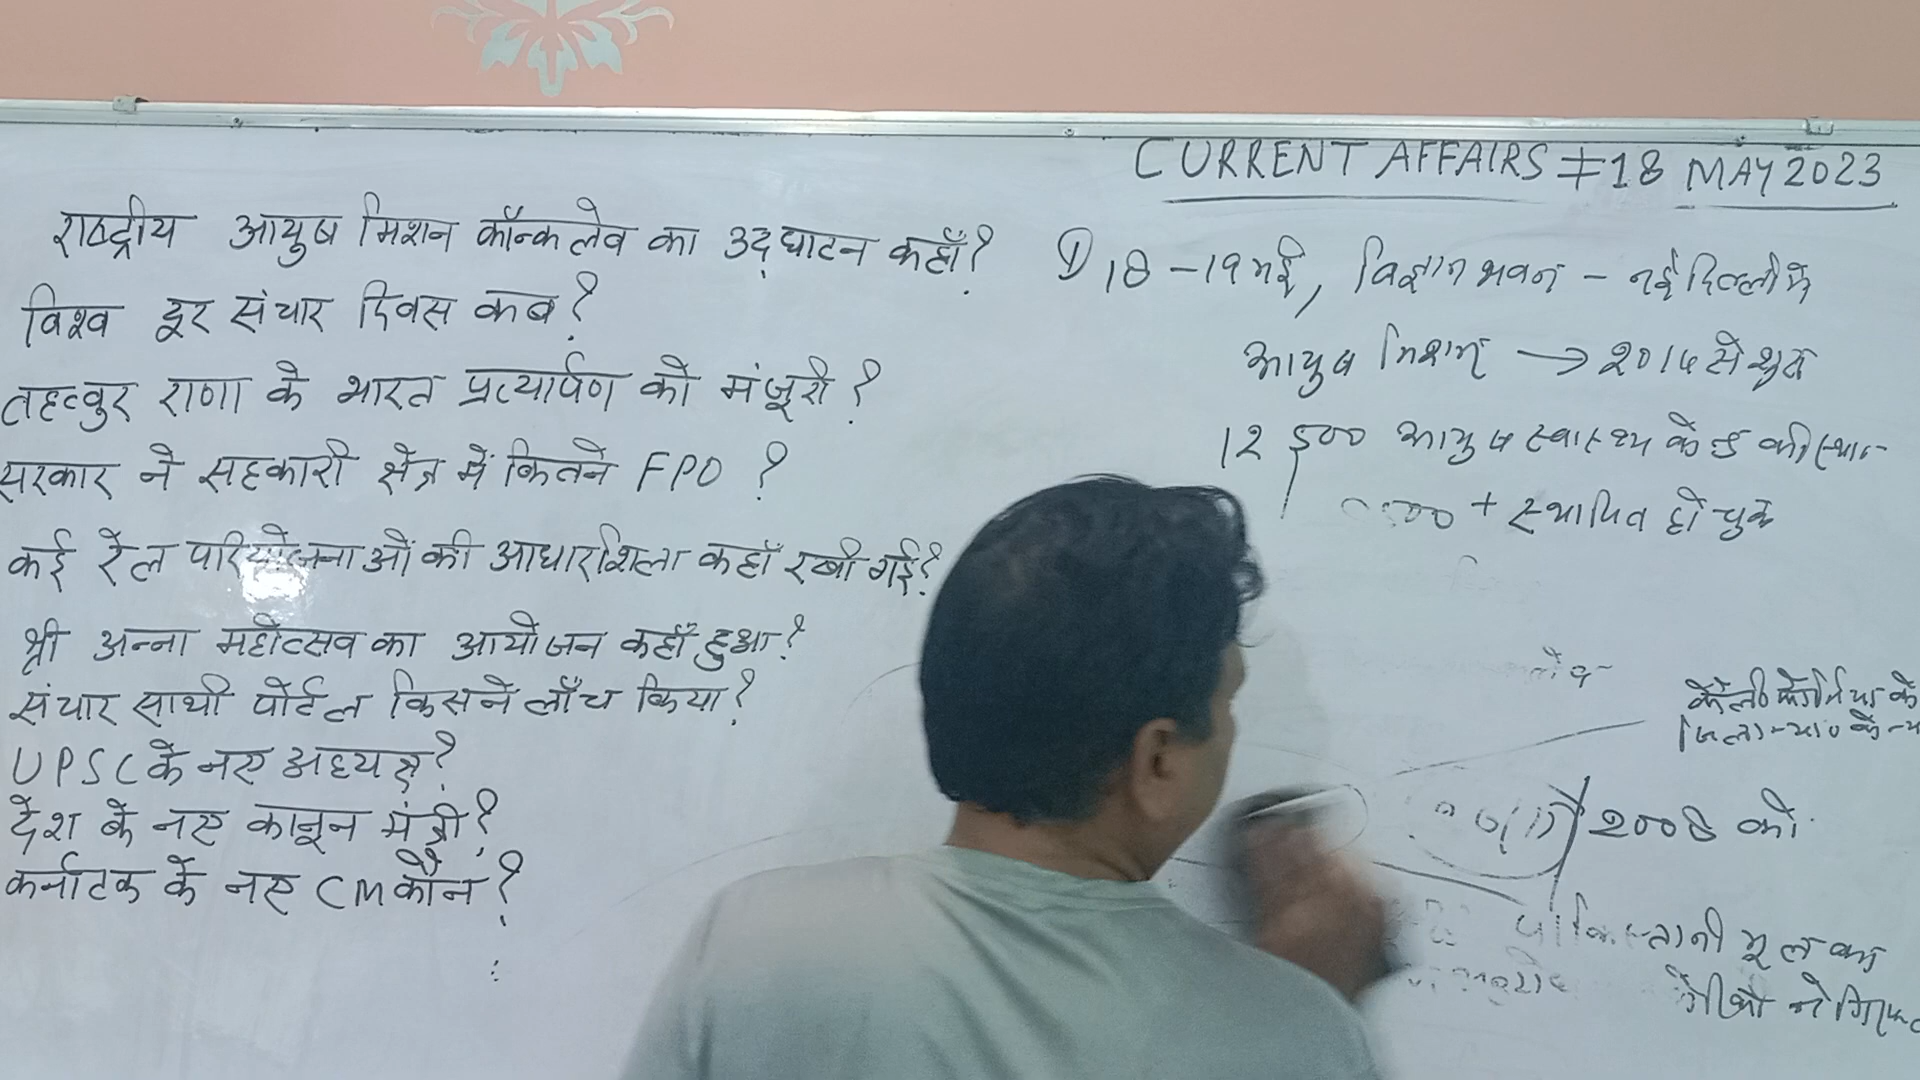 CURRENT AFFAIRS # 18 MAY 2023
राष्ट्रीय आयुष मिशन कॉन्कलेव का उद्घाटन कहाँ?
विश्व दूर संचार दिवस कब?
तहव्वुर राणा के भारत प्रत्यार्पण को मंजूरी?
सरकार ने सहकारी क्षेत्र में कितने FPO ?
कई रेल परियोजनाओं की आधारशिला कहाँ रखी गई?
श्री अन्ना महोत्सव का आयोजन कहाँ हुआ?
संचार साथी पोर्टल किसने लाँच किया?
UPSC के नए अध्यक्ष?
देश के नए कानून मंत्री?
कर्नाटक के नए CM कौन?
① 18-19 मई, विज्ञान भवन - नई दिल्ली में
आयुष मिशन → 2014 से शुरू
12500 आयुष स्वास्थ्य केन्द्र की स्थाप-
+ स्थापित हो चुके
के
2008 को
पाकिस्तानी मूल का